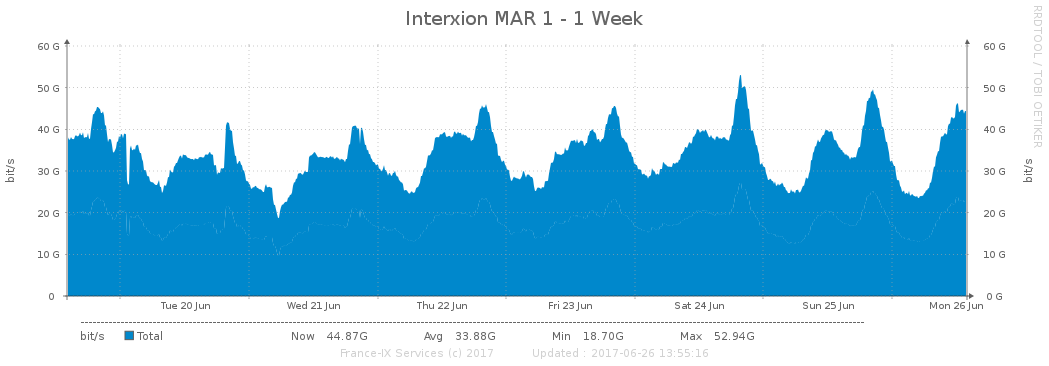 Interxion MAR 1 - 1 Week
RRDTOOL / TOBI OETIKER
bit/s
60 G 60 G
50 G 50 G
40 G 40 G
30 G 30 G
20 G 20 G
10 G 10 G
0 0 G
bit/s
Tue 20 Jun Wed 21 Jun Thu 22 Jun Fri 23 Jun Sat 24 Jun Sun 25 Jun Mon 26 Jun
bit/s Total Now 44.87G Avg 33.88G Min 18.70G Max 52.94G
France-IX Services (c) 2017 Updated : 2017-06-26 13:55:16